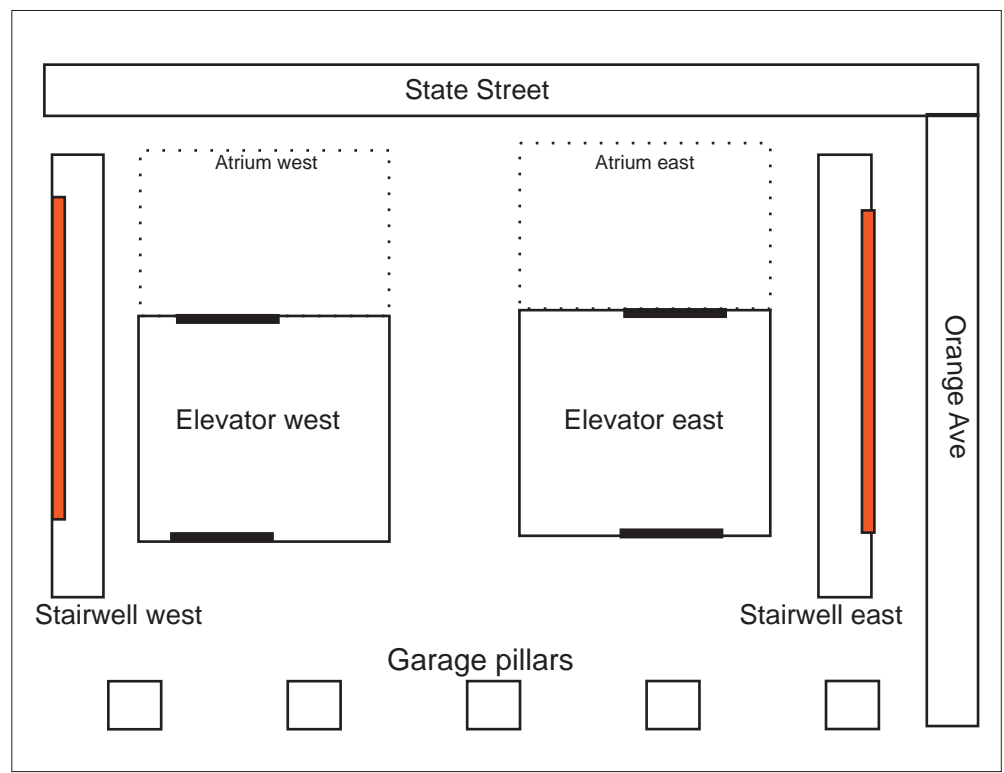 State Street
Atrium west
Atrium east
Orange Ave
Elevator west
Elevator east
Stairwell west
Stairwell east
Garage pillars